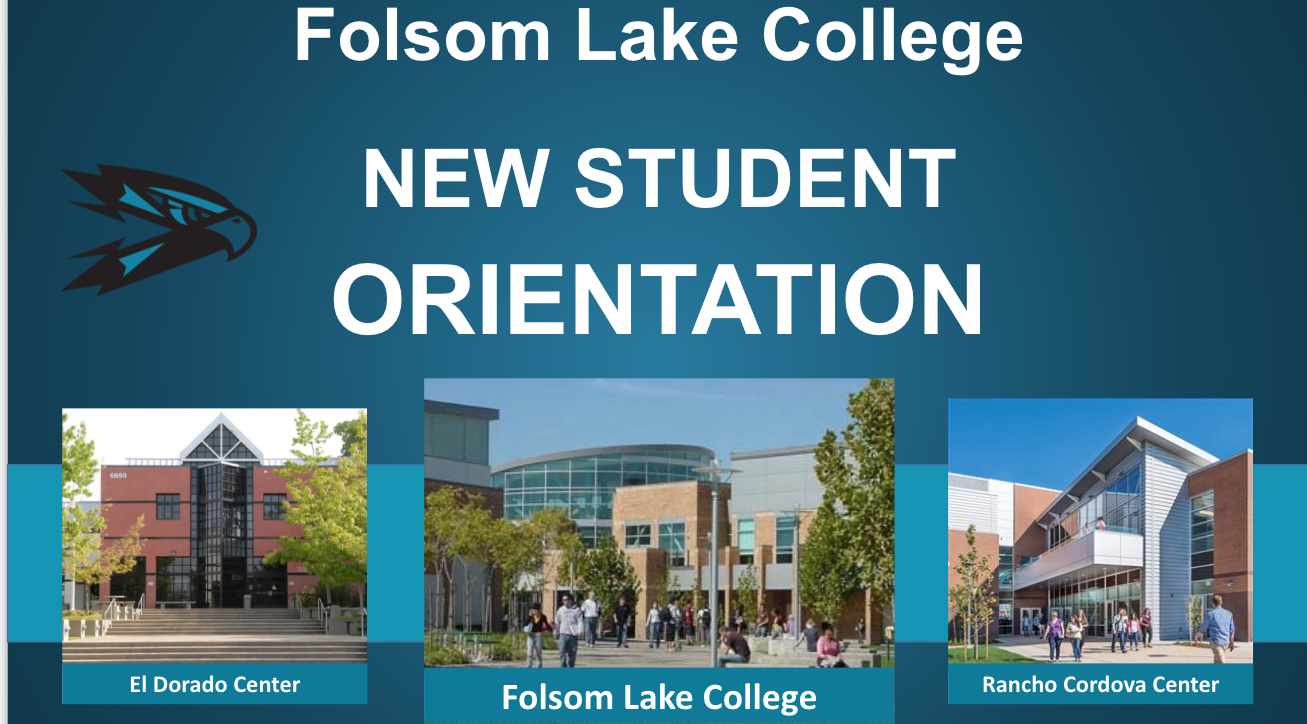 Folsom Lake College
NEW STUDENT
ORIENTATION
6699
El Dorado Center
Folsom Lake College
Rancho Cordova Center